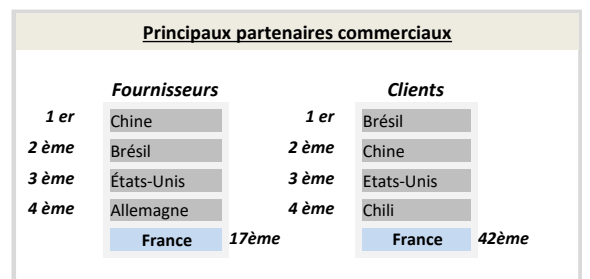 Principaux partenaires commerciaux
Fournisseurs Clients
1 er Chine 1 er Brésil
2 ème Brésil 2 ème Chine
3 ème États-Unis 3 ème Etats-Unis
4 ème Allemagne 4 ème Chili
France 17ème France 42ème